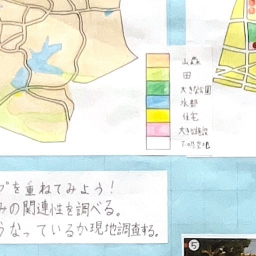 山森
田
大きな公園
水部
住宅
大きな施設
を重ねてみよう！
みの関連性を調べる。
うなっているか現地調査する。
5